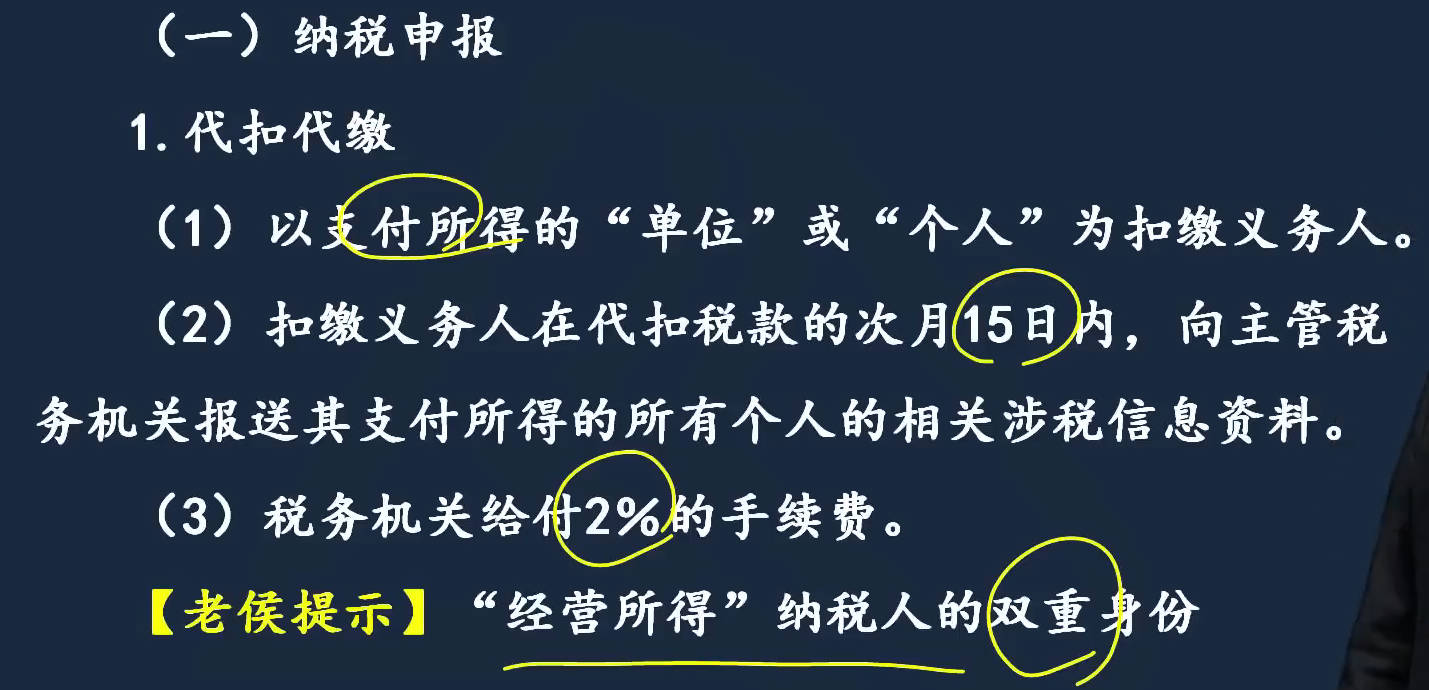 （一）纳税申报
1.代扣代缴
（1）以支付所得的“单位”或“个人”为扣缴义务人。
（2）扣缴义务人在代扣税款的次月15日内，向主管税
务机关报送其支付所得的所有个人的相关涉税信息资料。
（3）税务机关给付2%的手续费。
【老侯提示】“经营所得”纳税人的双重身份